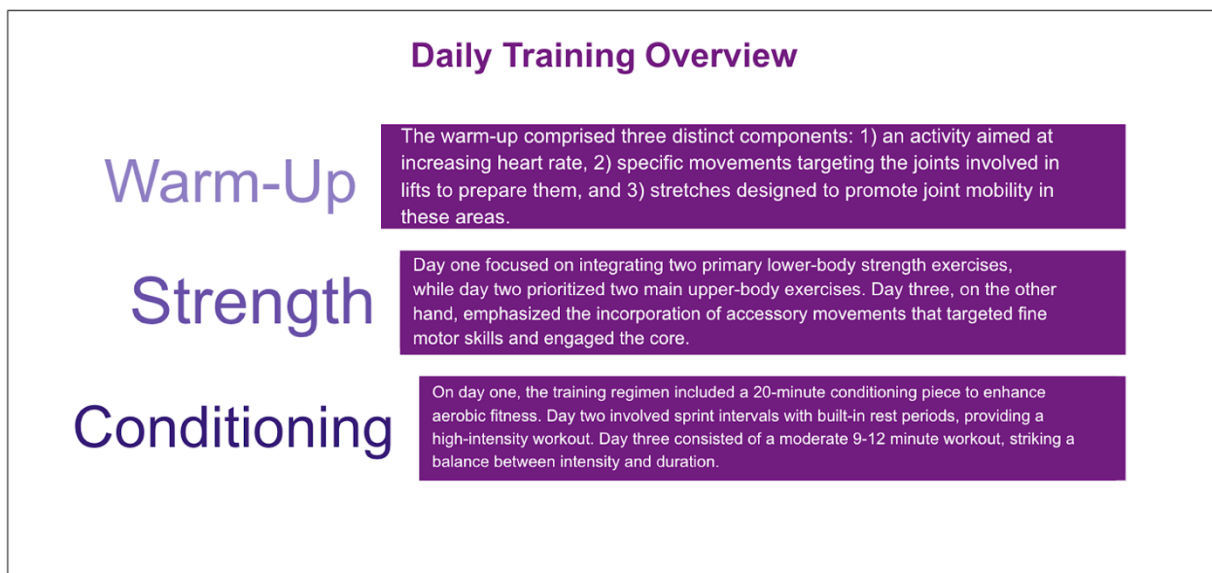 Daily Training Overview
Warm-Up
The warm-up comprised three distinct components: 1) an activity aimed at
increasing heart rate, 2) specific movements targeting the joints involved in
lifts to prepare them, and 3) stretches designed to promote joint mobility in
these areas.
Strength
Day one focused on integrating two primary lower-body strength exercises,
while day two prioritized two main upper-body exercises. Day three, on the other
hand, emphasized the incorporation of accessory movements that targeted fine
motor skills and engaged the core.
Conditioning
On day one, the training regimen included a 20-minute conditioning piece to enhance
aerobic fitness. Day two involved sprint intervals with built-in rest periods, providing a
high-intensity workout. Day three consisted of a moderate 9-12 minute workout, striking a
balance between intensity and duration.